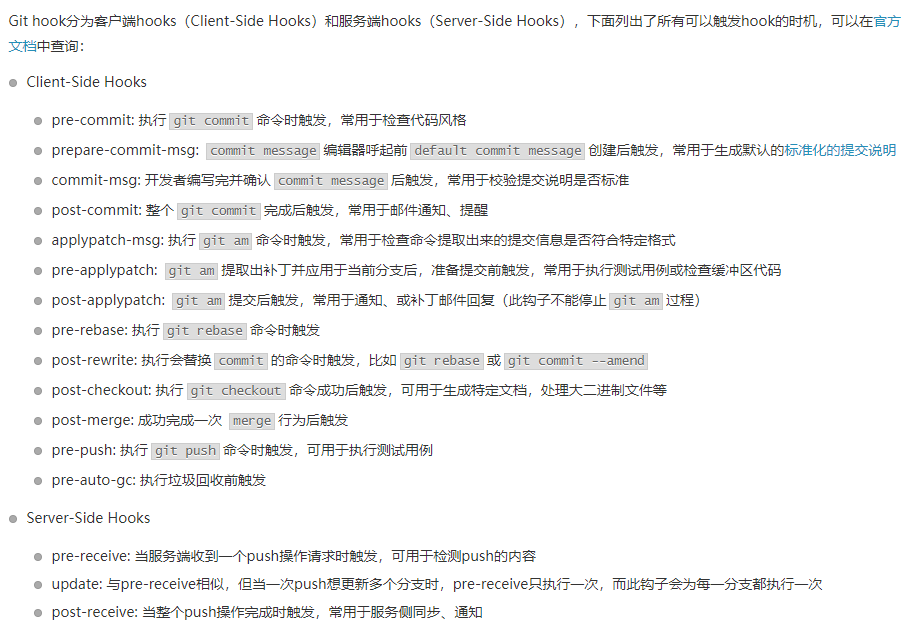 Git hook分为客户端hooks（Client-Side Hooks）和服务端hooks（Server-Side Hooks），下面列出了所有可以触发hook的时机，可以在官方
文档中查询：
Client-Side Hooks
pre-commit: 执行 git commit 命令时触发，常用于检查代码风格
prepare-commit-msg: commit message 编辑器呼起前 default commit message 创建后触发，常用于生成默认的标准化的提交说明
commit-msg: 开发者编写完并确认 commit message 后触发，常用于校验提交说明是否标准
post-commit: 整个 git commit 完成后触发，常用于邮件通知、提醒
applypatch-msg: 执行 git am 命令时触发，常用于检查命令提取出来的提交信息是否符合特定格式
pre-applypatch: git am 提取出补丁并应用于当前分支后，准备提交前触发，常用于执行测试用例或检查缓冲区代码
post-applypatch: git am 提交后触发，常用于通知、或补丁邮件回复（此钩子不能停止 git am 过程）
pre-rebase: 执行 git rebase 命令时触发
post-rewrite: 执行会替换 commit 的命令时触发，比如 git rebase 或 git commit --amend
post-checkout: 执行 git checkout 命令成功后触发，可用于生成特定文档，处理大二进制文件等
post-merge: 成功完成一次 merge 行为后触发
pre-push: 执行 git push 命令时触发，可用于执行测试用例
pre-auto-gc: 执行垃圾回收前触发
Server-Side Hooks
pre-receive: 当服务端收到一个push操作请求时触发，可用于检测push的内容
update: 与pre-receive相似，但当一次push想更新多个分支时，pre-receive只执行一次，而此钩子会为每一分支都执行一次
post-receive: 当整个push操作完成时触发，常用于服务侧同步、通知